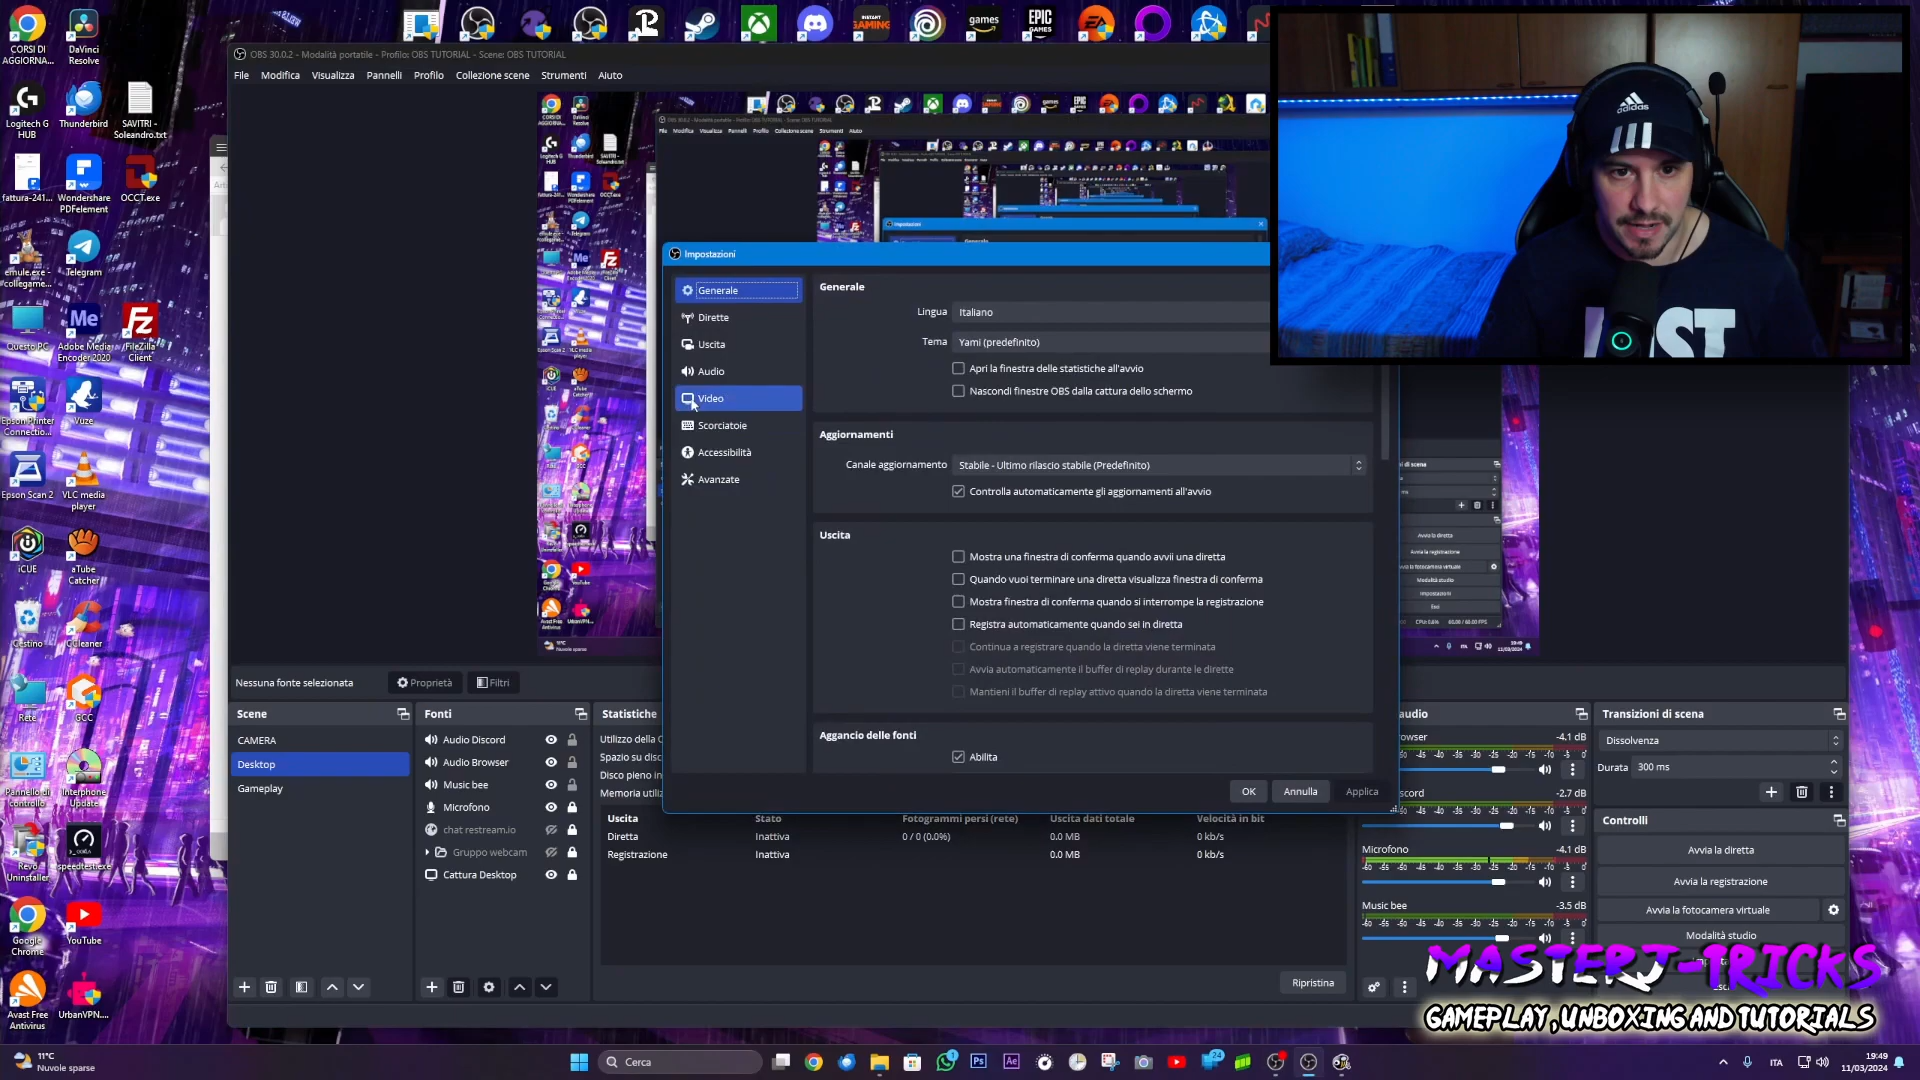 CORSI DI
AGGIORNA...
DaVinci
Resolve
Logitech G
HUB
Thunderbird
SAVITRI -
Soleandro.txt
fattura-241...
Wondershare
PDFelement
OCCT.exe
emule.exe -
collegame...
Telegram
Questo PC
Adobe Media
Encoder 2020
FileZilla
Client
Epson Printer
Connectio...
Vuze
Epson Scan 2
VLC media
player
iCUE
aTube
Catcher
Cestino
CCleaner
Rete
GCC
Pannello di
controllo
Interphone
Update
Revo
Uninstaller
speedtest.exe
Google
Chrome
YouTube
Avast Free
Antivirus
UrbanVPN....
OBS 30.0.2 - Modalità portatile - Profilo: OBS TUTORIAL - Scene: OBS TUTORIAL
File Modifica Visualizza Pannelli Profilo Collezione scene Strumenti Aiuto
INSTANT
GAMING
games
EPIC
GAMES
EA
Impostazioni
Generale
Dirette
Uscita
Audio
Video
Scorciatoie
Accessibilità
Avanzate
Generale
Lingua Italiano
Tema Yami (predefinito)
Apri la finestra delle statistiche all'avvio
Nascondi finestre OBS dalla cattura dello schermo
Aggiornamenti
Canale aggiornamento Stabile - Ultimo rilascio stabile (Predefinito)
Controlla automaticamente gli aggiornamenti all'avvio
Uscita
Mostra una finestra di conferma quando avvii una diretta
Quando vuoi terminare una diretta visualizza finestra di conferma
Mostra finestra di conferma quando si interrompe la registrazione
Registra automaticamente quando sei in diretta
Continua a registrare quando la diretta viene terminata
Avvia automaticamente il buffer di replay durante le dirette
Mantieni il buffer di replay attivo quando la diretta viene terminata
Aggancio delle fonti
Abilita
OK Annulla Applica
adidas
Nessuna fonte selezionata Proprietà Filtri
Scene
CAMERA
Desktop
Gameplay
Fonti
Audio Discord
Audio Browser
Music bee
Microfono
chat restream.io
Gruppo webcam
Cattura Desktop
Statistiche
Uscita Stato Fotogrammi persi (rete) Uscita dati totale Velocità in bit
Diretta Inattiva 0 / 0 (0.0%) 0.0 MB 0 kb/s
Registrazione Inattiva 0.0 MB 0 kb/s
Ripristina
audio
-4.1 dB
-2.7 dB
Microfono -4.1 dB
Music bee -3.5 dB
Transizioni di scena
Dissolvenza
Durata 300 ms
Controlli
Avvia la diretta
Avvia la registrazione
Avvia la fotocamera virtuale
Modalità studio
MASTERJ-TRICKS
GAMEPLAY, UNBOXING AND TUTORIALS
11°C
Nuvole sparse
Cerca
Ps
Ae
24
ITA
19:49
11/03/2024